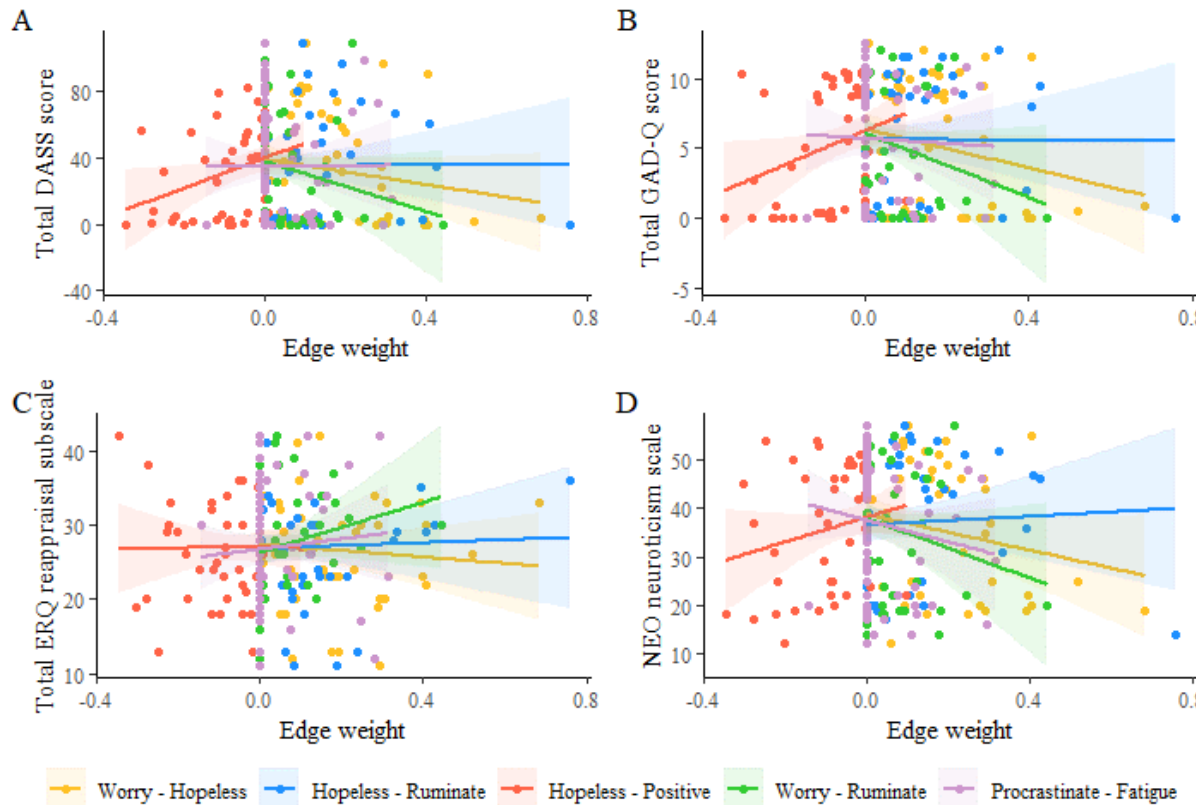 A
Total DASS score
80
40
0
-40
-0.4 0.0 0.4 0.8
Edge weight
B
Total GAD-Q score
10
5
0
-5
-0.4 0.0 0.4 0.8
Edge weight
C
Total ERQ reappraisal subscale
40
30
20
10
-0.4 0.0 0.4 0.8
Edge weight
D
NEO neuroticism scale
50
40
30
20
10
-0.4 0.0 0.4 0.8
Edge weight
Worry - Hopeless Hopeless - Ruminate Hopeless - Positive Worry - Ruminate Procrastinate - Fatigue